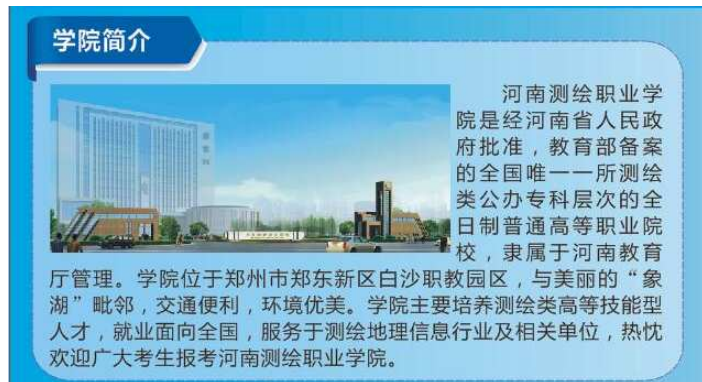 学院简介
河南测绘职业学
院是经河南省人民政
府批准，教育部备案
的全国唯一一所测绘
类公办专科层次的全
日制普通高等职业院
校，隶属于河南教育
厅管理。学院位于郑州市郑东新区白沙职教园区，与美丽的“象
湖”毗邻，交通便利，环境优美。学院主要培养测绘类高等技能型
人才，就业面向全国，服务于测绘地理信息行业及相关单位，热忱
欢迎广大考生报考河南测绘职业学院。